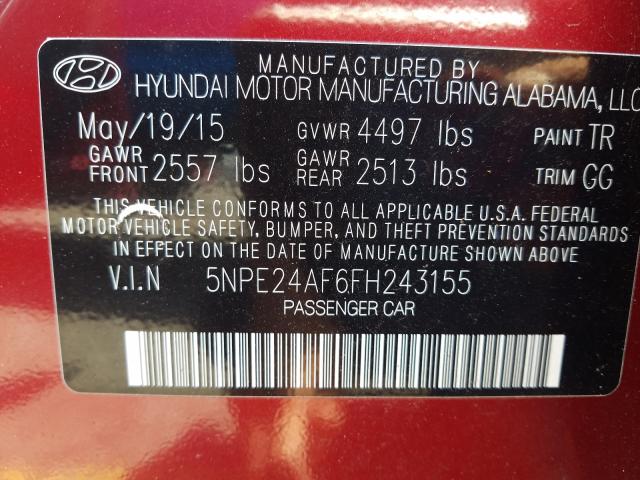 MANUFACTURED BY
HYUNDAI MOTOR MANUFACTURING ALABAMA, LLC
May/19/15 GVWR 4497 lbs PAINT TR
GAWR FRONT 2557 lbs GAWR REAR 2513 lbs TRIM GG
THIS VEHICLE CONFORMS TO ALL APPLICABLE U.S.A. FEDERAL
MOTOR VEHICLE SAFETY, BUMPER, AND THEFT PREVENTION STANDARDS
IN EFFECT ON THE DATE OF MANUFACTURE SHOWN ABOVE
V.I.N 5NPE24AF6FH243155
PASSENGER CAR